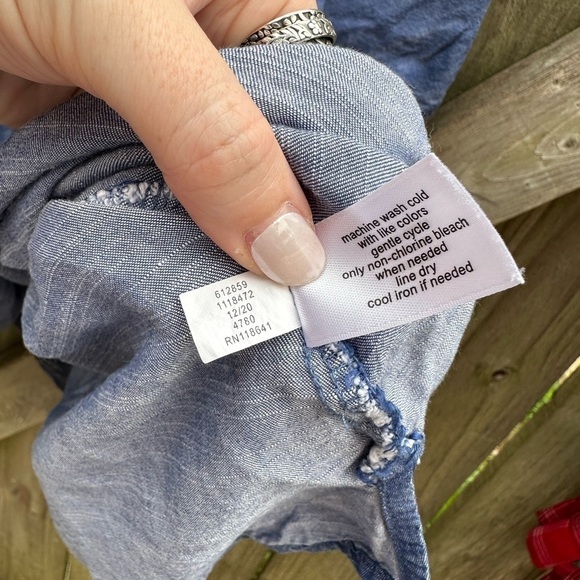 machine wash cold
with like colors
gentle cycle
only non-chlorine bleach
when needed
line dry
cool iron if needed
612859
1118472
12/20
4760
RN118641